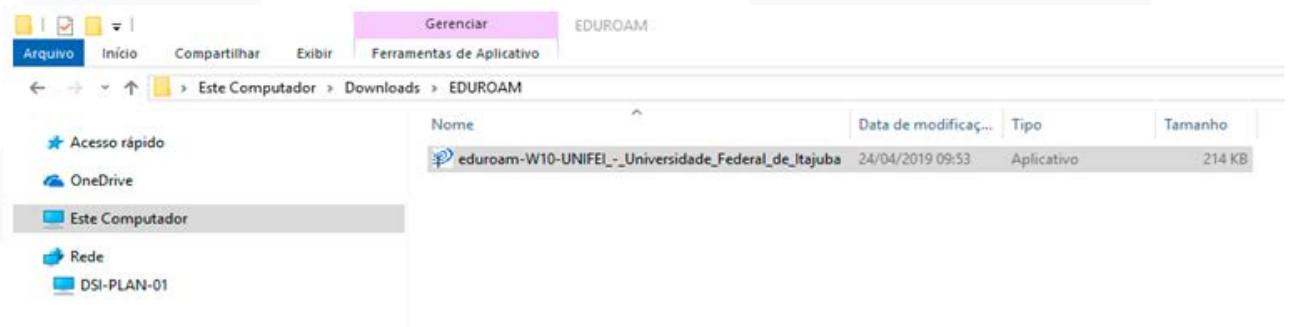 Gerenciar EDUROAM
Arquivo Início Compartilhar Exibir Ferramentas de Aplicativo
Este Computador Downloads EDUROAM
Nome Data de modificaç... Tipo Tamanho
eduroam-W10-UNIFEI_-_Universidade_Federal_de_Itajuba 24/04/2019 09:53 Aplicativo 214 KB
Acesso rápido
OneDrive
Este Computador
Rede
DSI-PLAN-01